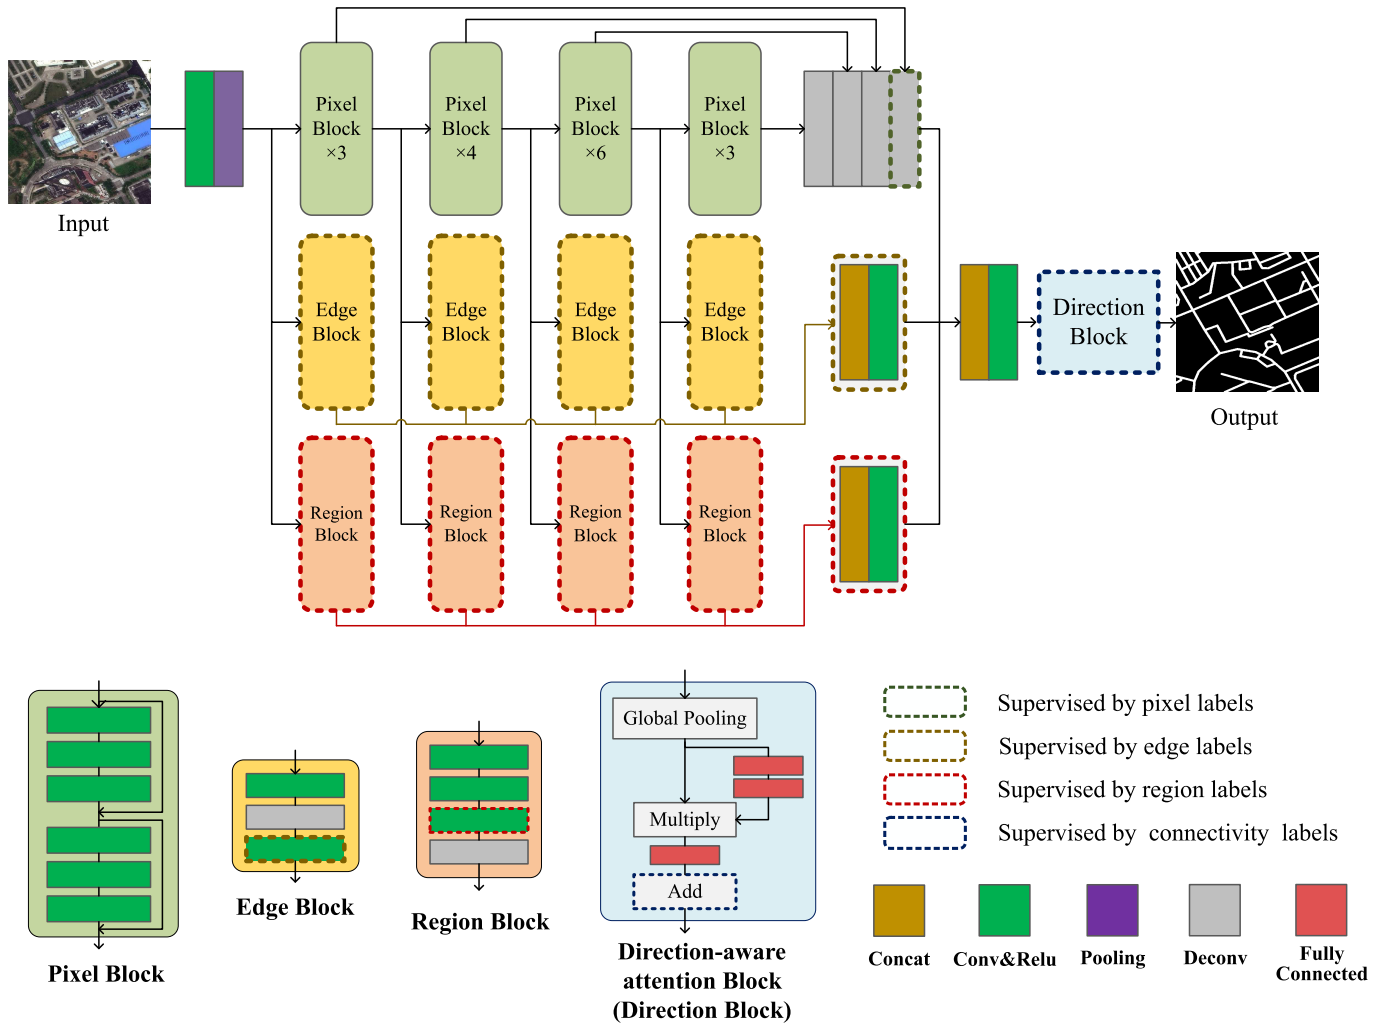 Input
Pixel
Block
×3
Pixel
Block
×4
Pixel
Block
×6
Pixel
Block
×3
Edge
Block
Edge
Block
Edge
Block
Edge
Block
Direction
Block
Output
Region
Block
Region
Block
Region
Block
Region
Block
Pixel Block
Edge Block
Region Block
Global Pooling
Multiply
Add
Direction-aware
attention Block
(Direction Block)
Supervised by pixel labels
Supervised by edge labels
Supervised by region labels
Supervised by connectivity labels
Concat
Conv&Relu
Pooling
Deconv
Fully
Connected